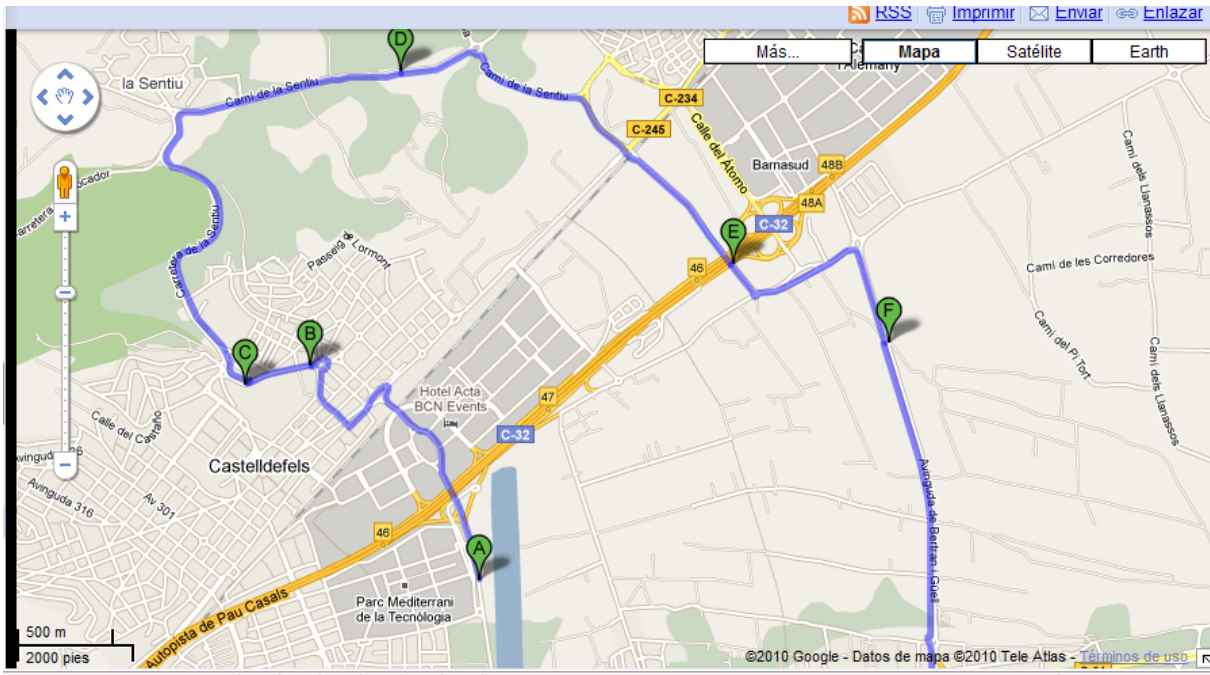 RSS Imprimir Enviar Enlazar
Más... Mapa Satélite Earth
l'Alemany
D
la Sentiu
Camí de la Sentiu
Camí de la Sentiu
C-234
C-245
Calle del Átomo
Barnasud
48B
48A
C-32
E
46
Camí dels Llanassos
Camí de les Corredores
Camí del Pi Tort
Camí dels Llanassos
F
Carretera de la Sentiu
Passeig
Lormont
B
C
Hotel Acta
BCN Events
47
C-32
Calle del Castaño
Castelldefels
Avinguda 316
Av 301
46
A
Parc Mediterrani
de la Tecnòlogia
Autopista de Pau Casals
Avinguda de Bertran i Güell
500 m
2000 pies
©2010 Google - Datos de mapa ©2010 Tele Atlas - Términos de uso